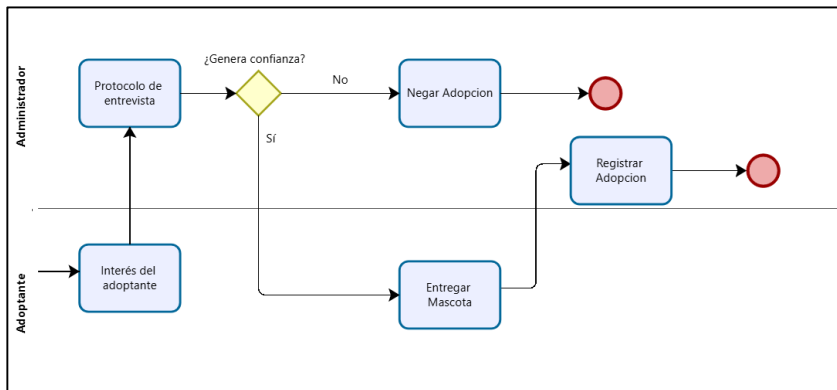 Administrador
Protocolo de
entrevista
¿Genera confianza?
No
Sí
Negar Adopcion
Registrar
Adopcion
Adoptante
Interés del
adoptante
Entregar
Mascota